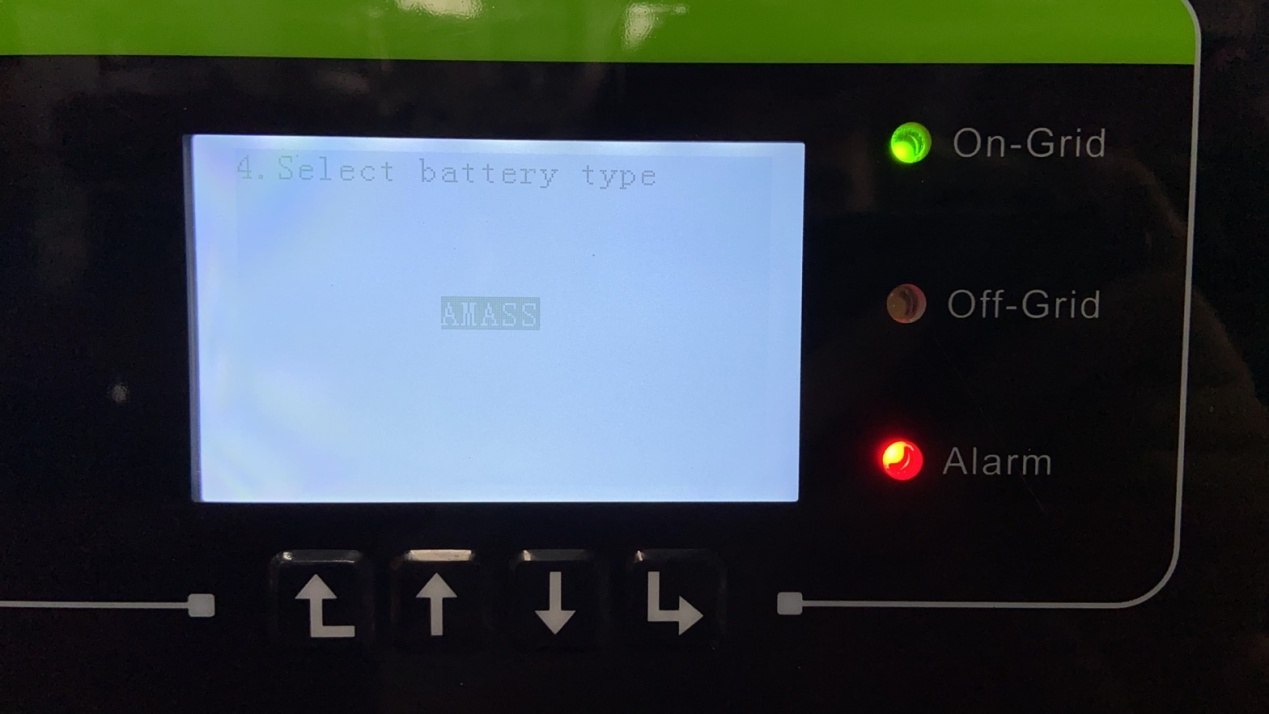 4.Select battery type
AMASS
On-Grid
Off-Grid
Alarm